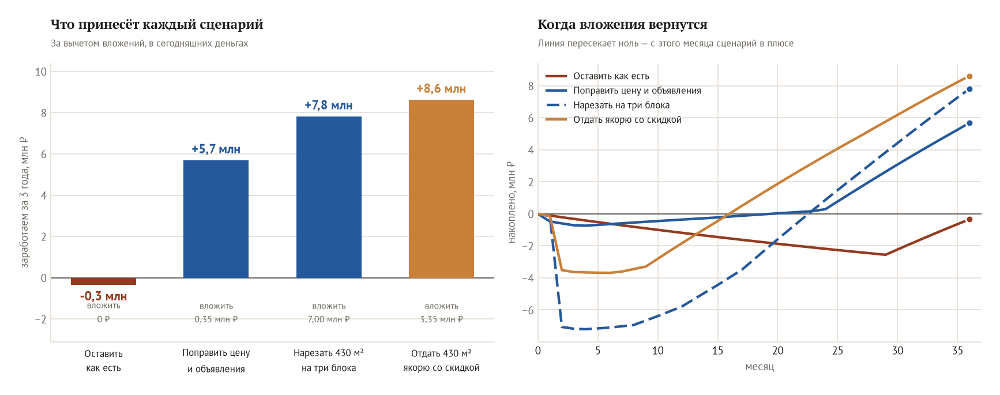 Что принесёт каждый сценарий
За вычетом вложений, в сегодняшних деньгах
заработаем за 3 года, млн ₽
10
8
6
4
2
0
−2
+8,6 млн
+7,8 млн
+5,7 млн
-0,3 млн
вложить
0 ₽
вложить
0,35 млн ₽
вложить
7,00 млн ₽
вложить
3,35 млн ₽
Оставить
как есть
Поправить цену
и объявления
Нарезать 430 м²
на три блока
Отдать 430 м²
якорю со скидкой
Когда вложения вернутся
Линия пересекает ноль — с этого месяца сценарий в плюсе
Оставить как есть
Поправить цену и объявления
Нарезать на три блока
Отдать якорю со скидкой
накоплено, млн ₽
8
6
4
2
0
−2
−4
−6
0
5
10
15
20
25
30
35
месяц